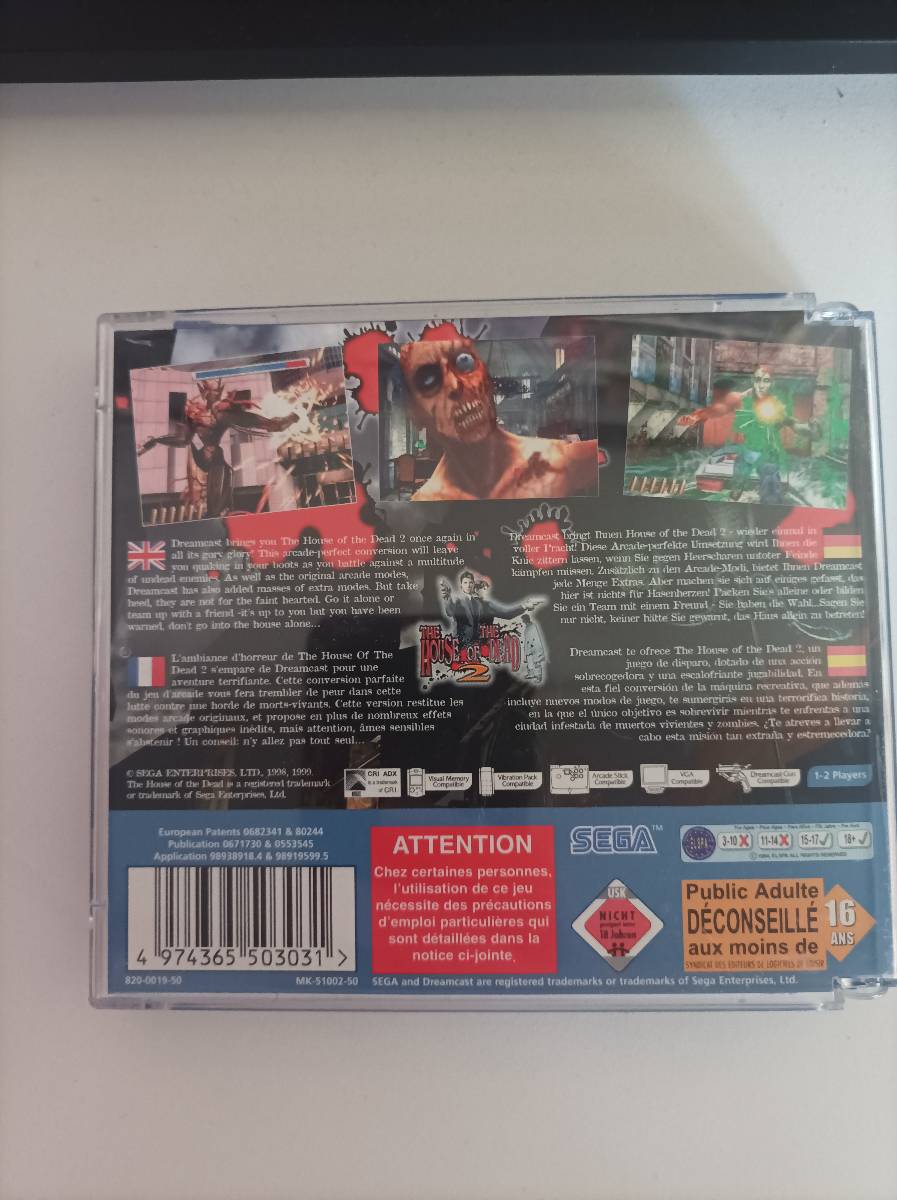 Dreamcast brings you The House of the Dead 2 once again in
all its gory glory! This arcade-perfect conversion will leave
you quaking in your boots as you battle against a multitude
of undead enemies. As well as the original arcade modes,
Dreamcast has also added masses of extra modes. But take
heed, they are not for the faint hearted. Go it alone or
team up with a friend -it's up to you but you have been
warned, don't go into the house alone...
Dreamcast bringt Ihnen House of the Dead 2 - wieder einmal in
voller Pracht! Diese Arcade-perfekte Umsetzung wird Ihnen die
Knie zittern lassen, wenn Sie gegen Heerscharen untoter Feinde
kämpfen müssen. Zusätzlich zu den Arcade-Modi, bietet Ihnen Dreamcast
jede Menge Extras. Aber machen sie sich auf einiges gefasst, das
hier ist nichts für Hasenherzen! Packen Sie's alleine oder bilden
Sie ein Team mit einem Freund - Sie haben die Wahl...Sagen Sie
nur nicht, keiner hätte Sie gewarnt, das Haus allein zu betreten!
THE HOUSE OF THE DEAD
2
L'ambiance d'horreur de The House Of The
Dead 2 s'empare de Dreamcast pour une
aventure terrifiante. Cette conversion parfaite
du jeu d'arcade vous fera trembler de peur dans cette
lutte contre une horde de morts-vivants. Cette version restitue les
modes arcade originaux, et propose en plus de nombreux effets
sonores et graphiques inédits, mais attention, âmes sensibles
s'abstenir ! Un conseil: n'y allez pas tout seul...
Dreamcast te ofrece The House of the Dead 2, un
juego de disparo, dotado de una acción
sobrecogedora y una escalofriante jugabilidad. En
esta fiel conversión de la máquina recreativa, que además
incluye nuevos modos de juego, te sumergirás en una terrorífica historia,
en la que el único objetivo es sobrevivir mientras te enfrentas a una
ciudad infestada de muertos vivientes y zombies. ¿Te atreves a llevar a
cabo esta misión tan extraña y estremecedora?
© SEGA ENTERPRISES, LTD., 1998, 1999.
The House of the Dead is a registered trademark
or trademark of Sega Enterprises, Ltd.
CRI ADX
is a trademark
of CRI
Visual Memory
Compatible
Vibration Pack
Compatible
Arcade Stick
Compatible
VGA
Compatible
Dreamcast Gun
Compatible
1-2 Players
European Patents 0682341 & 80244
Publication 0671730 & 0553545
Application 98938918.4 & 98919599.5
4 974365 503031 >
820-0019-50
MK-51002-50
ATTENTION
Chez certaines personnes,
l'utilisation de ce jeu
nécessite des précautions
d'emploi particulières qui
sont détaillées dans la
notice ci-jointe.
SEGA™
ELSPA
3-10 11-14 15-17 18+
USK
NICHT
geeignet unter
18 Jahren
Public Adulte
DÉCONSEILLÉ
aux moins de
16
ANS
SYNDICAT DES EDITEURS DE LOGICIELS DE LOISIR
SEGA and Dreamcast are registered trademarks or trademarks of Sega Enterprises, Ltd.